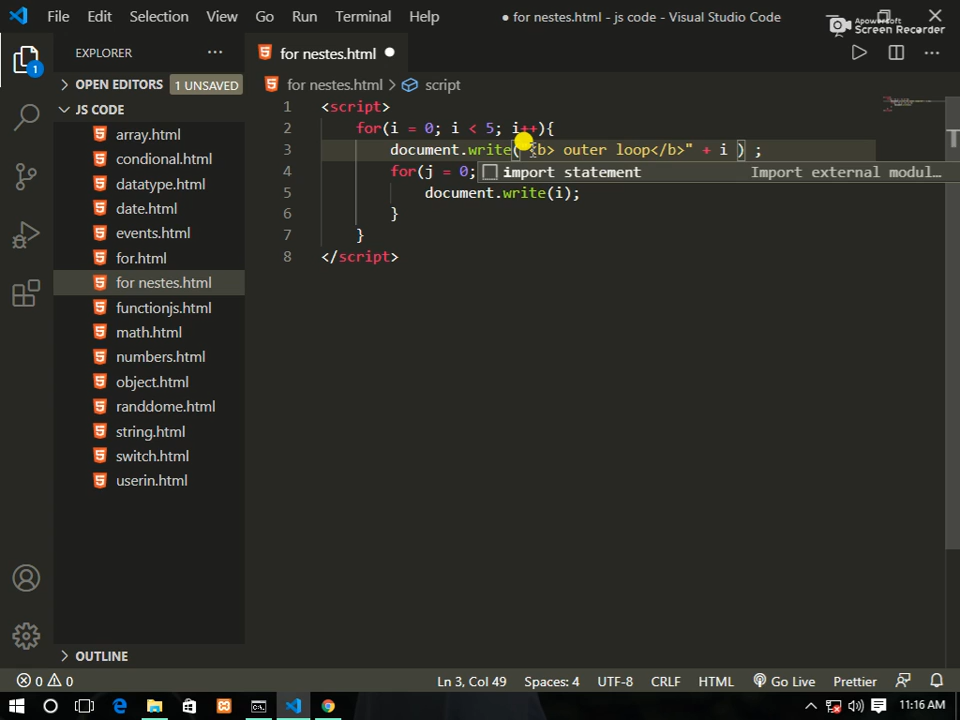 File Edit Selection View Go Run Terminal Help
● for nestes.html - js code - Visual Studio Code
Apowersoft
Screen Recorder
EXPLORER
for nestes.html
OPEN EDITORS 1 UNSAVED
for nestes.html > script
JS CODE
array.html
condional.html
datatype.html
date.html
events.html
for.html
for nestes.html
functionjs.html
math.html
numbers.html
object.html
randdome.html
string.html
switch.html
userin.html
OUTLINE
1 <script>
2 for(i = 0; i < 5; i++){
3 document.write( "<b> outer loop</b>" + i ) ;
4 for(j = 0;
import statement Import external modul…
5 document.write(i);
6 }
7 }
8 </script>
1
0 0
Ln 3, Col 49 Spaces: 4 UTF-8 CRLF HTML Go Live Prettier
11:16 AM